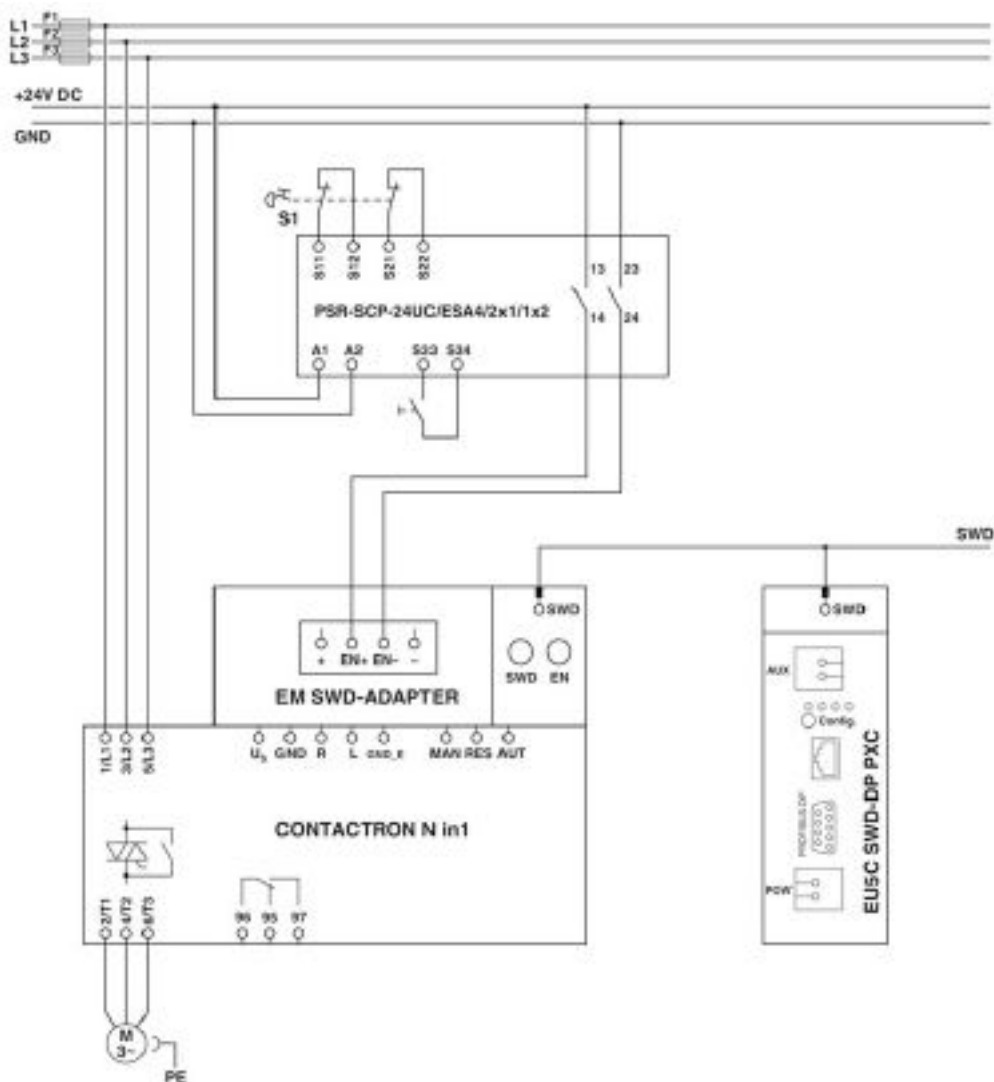 L1 F1
L2 F2
L3 F3
+24V DC
GND
S1
S11 S12 S21 S22
13 23
PSR-SCP-24UC/ESA4/2x1/1x2
14 24
A1 A2 S33 S34
SWD
SWD
SWD
+ EN+ EN- -
SWD EN
EM SWD-ADAPTER
AUX
Config.
PROFIBUS DP
POW
EU5C SWD-DP PXC
1/L1 3/L2 5/L3
Us GND R L GND_E MAN RES AUT
CONTACTRON N in1
2/T1 4/T2 6/T3
96 95 97
M
3~
PE